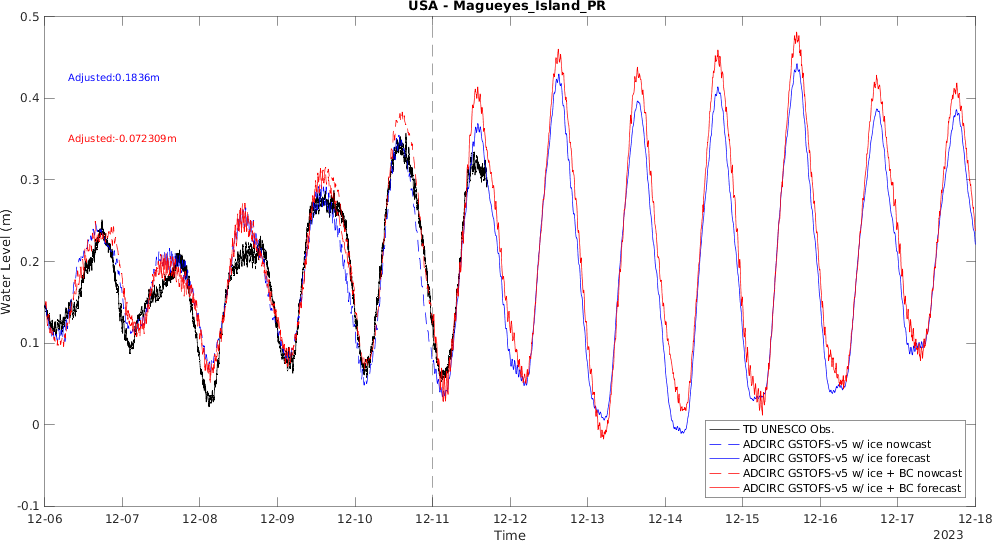 USA - Magueyes_Island_PR
0.5
0.4
0.3
0.2
0.1
0
-0.1
Water Level (m)
Adjusted:0.1836m
Adjusted:-0.072309m
TD UNESCO Obs.
ADCIRC GSTOFS-v5 w/ ice nowcast
ADCIRC GSTOFS-v5 w/ ice forecast
ADCIRC GSTOFS-v5 w/ ice + BC nowcast
ADCIRC GSTOFS-v5 w/ ice + BC forecast
12-06 12-07 12-08 12-09 12-10 12-11 12-12 12-13 12-14 12-15 12-16 12-17 12-18
Time
2023